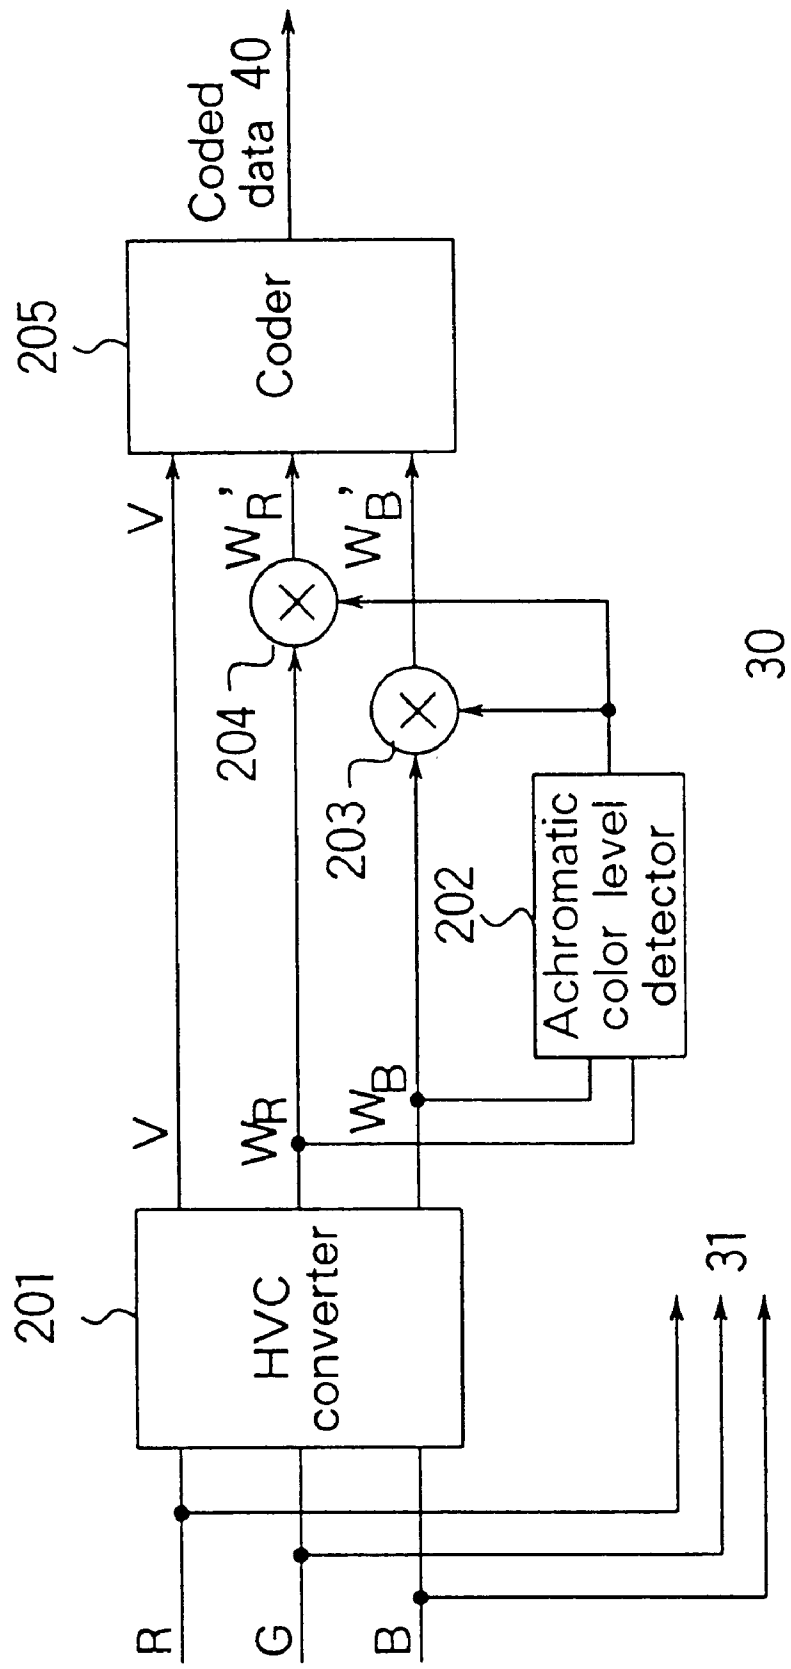 R
G
B
201
HVC
converter
31
V
W_R
W_B
202
Achromatic
color level
detector
203
204
30
V
W_R'
W_B'
205
Coder
Coded
data 40